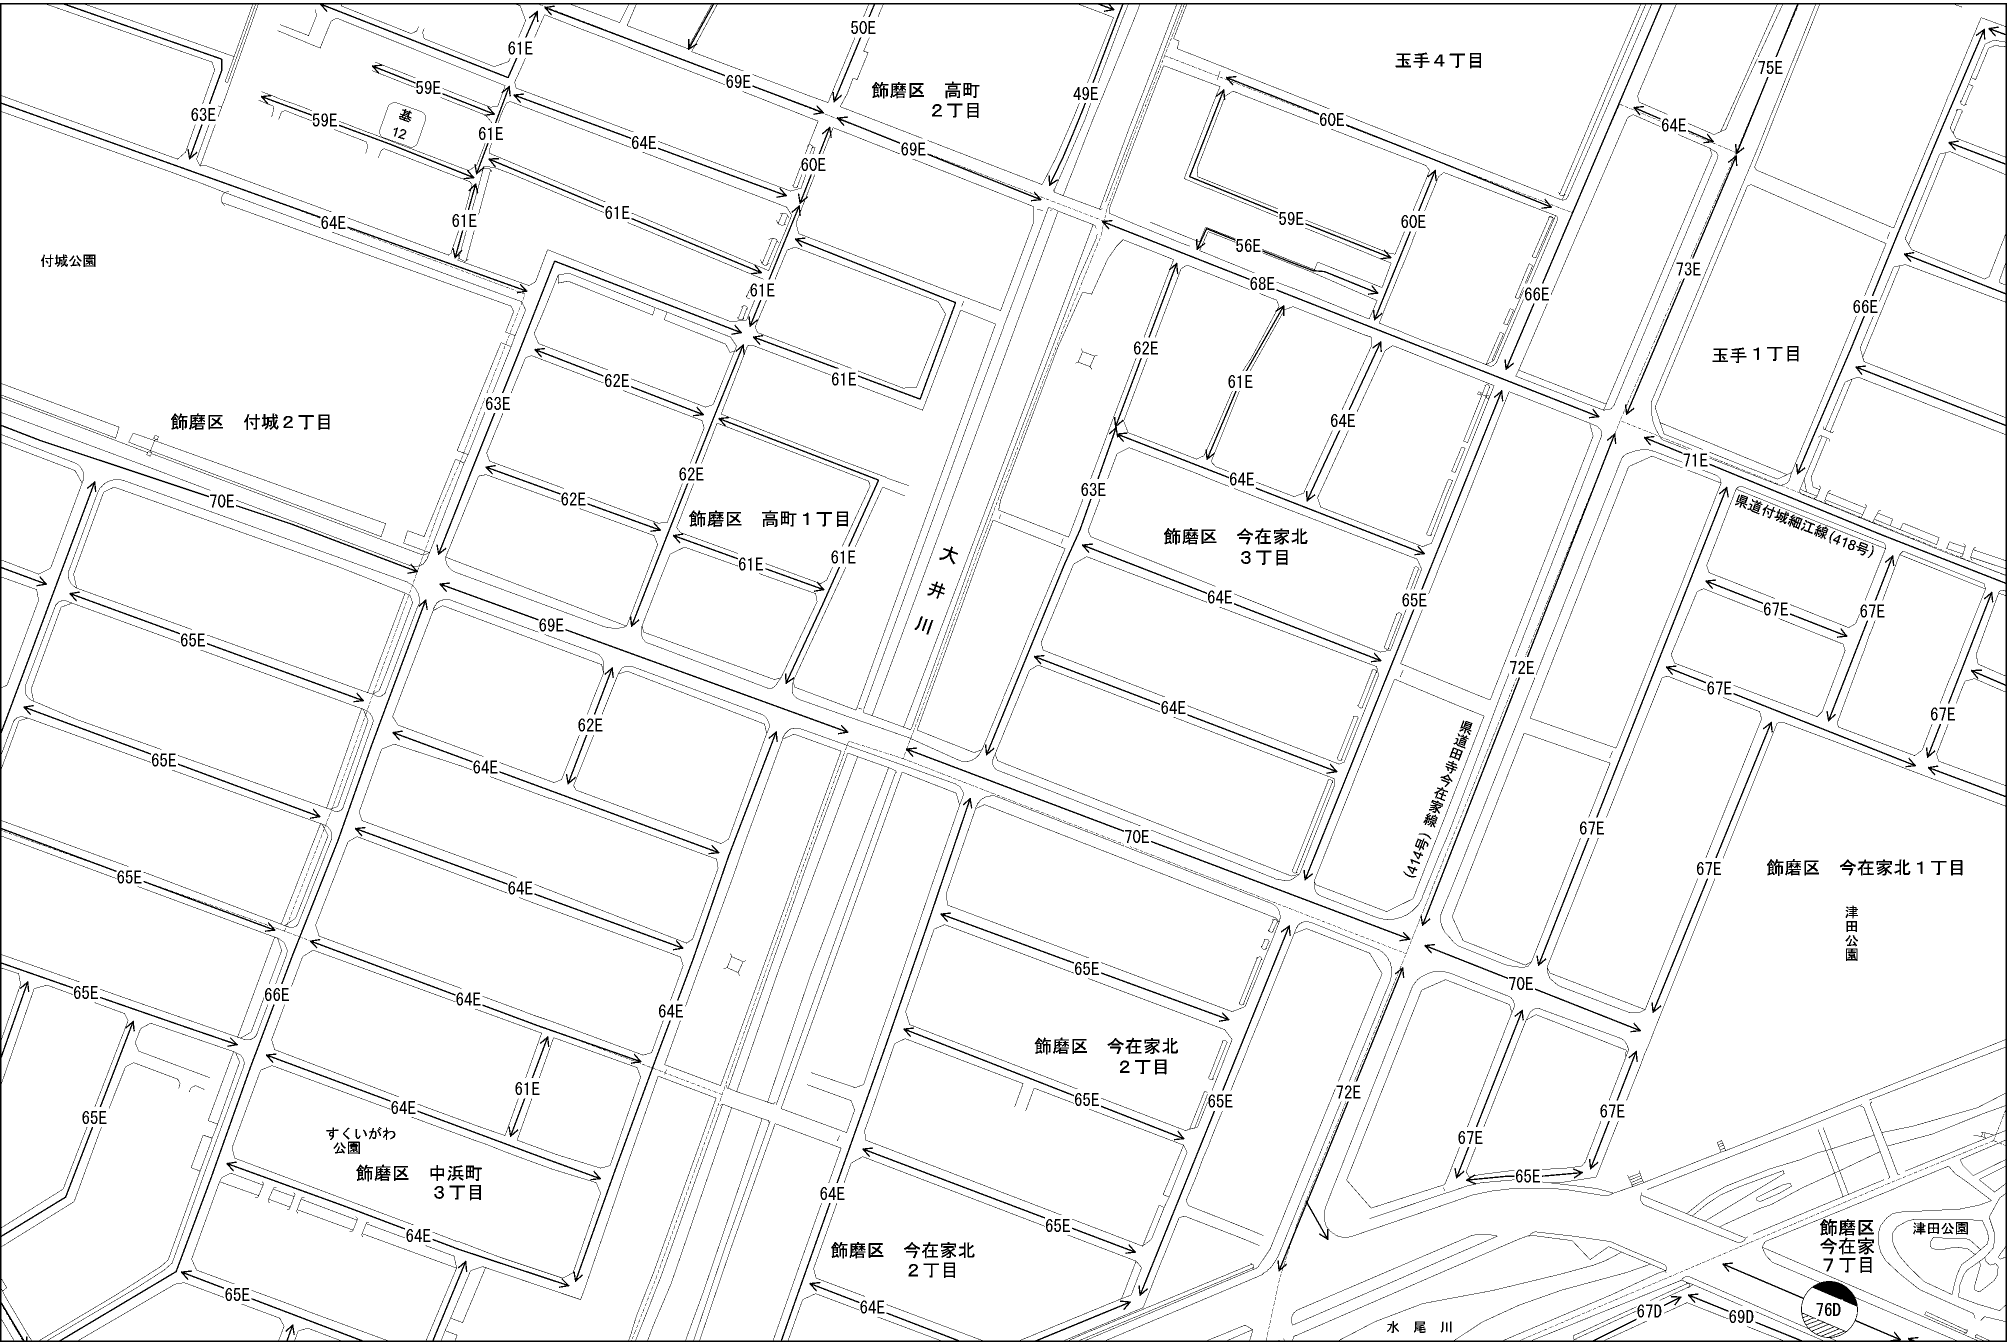 61E
50E
69E
59E
基
12
飾磨区 高町
2丁目
49E
玉手4丁目
75E
63E
59E
61E
64E
60E
69E
60E
64E
61E
64E
61E
59E
60E
56E
68E
73E
付城公園
61E
66E
66E
62E
61E
玉手1丁目
62E
61E
64E
63E
飾磨区 付城2丁目
62E
62E
64E
71E
70E
63E
飾磨区 高町1丁目
県道付城細江線(418号)
飾磨区 今在家北
3丁目
大井川
61E
61E
64E
65E
67E
67E
69E
65E
72E
67E
62E
64E
67E
県道田寺今在家線
(414号)
65E
64E
70E
67E
67E
飾磨区 今在家北1丁目
65E
64E
津田公園
65E
70E
65E
66E
64E
64E
飾磨区 今在家北
2丁目
61E
65E
65E
72E
67E
65E
64E
すくいがわ
公園
飾磨区 中浜町
3丁目
67E
65E
64E
65E
64E
飾磨区 今在家北
2丁目
飾磨区
今在家
7丁目
津田公園
65E
64E
67D
69D
76D
水尾川